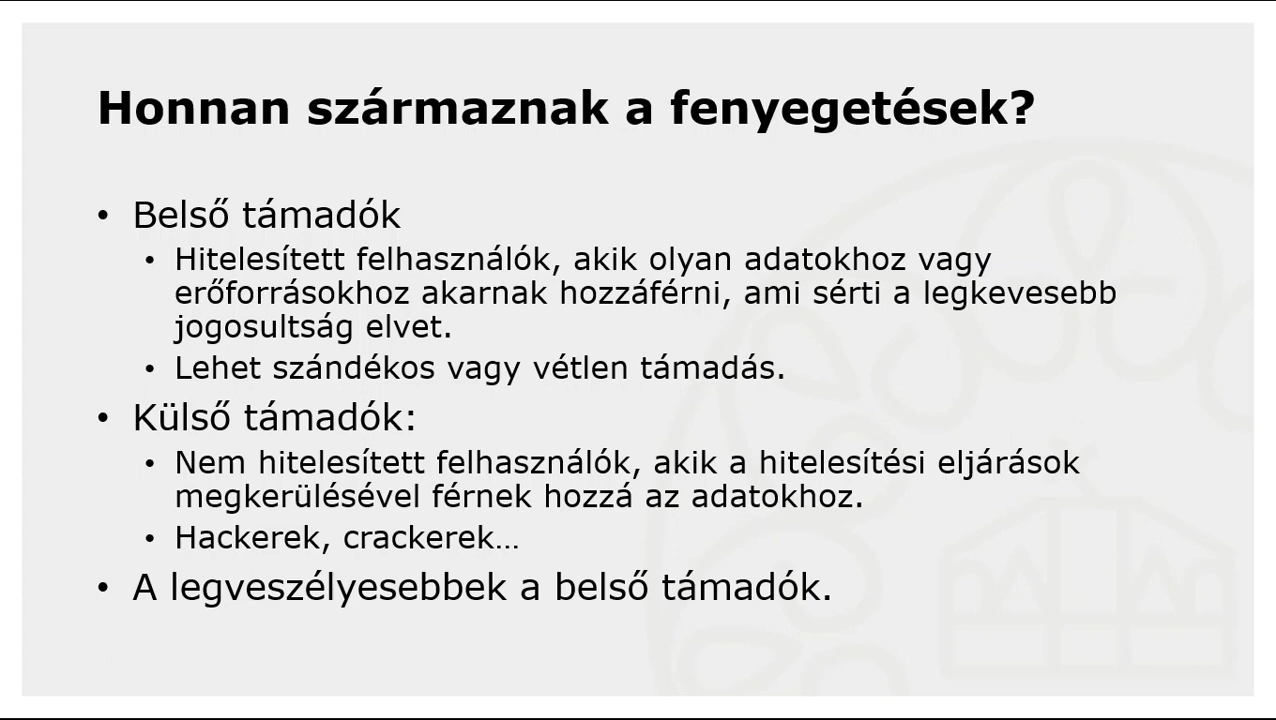 Honnan származnak a fenyegetések?
• Belső támadók
• Hitelesített felhasználók, akik olyan adatokhoz vagy
erőforrásokhoz akarnak hozzáférni, ami sérti a legkevesebb
jogosultság elvet.
• Lehet szándékos vagy vétlen támadás.
• Külső támadók:
• Nem hitelesített felhasználók, akik a hitelesítési eljárások
megkerülésével férnek hozzá az adatokhoz.
• Hackerek, crackerek…
• A legveszélyesebbek a belső támadók.